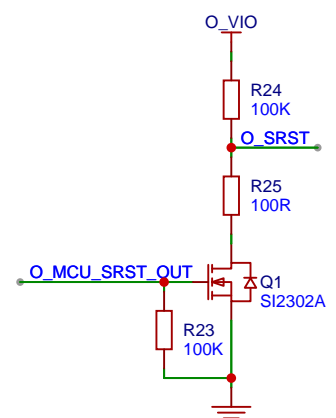 O_VIO
R24
100K
O_SRST
R25
100R
O_MCU_SRST_OUT
Q1
SI2302A
R23
100K